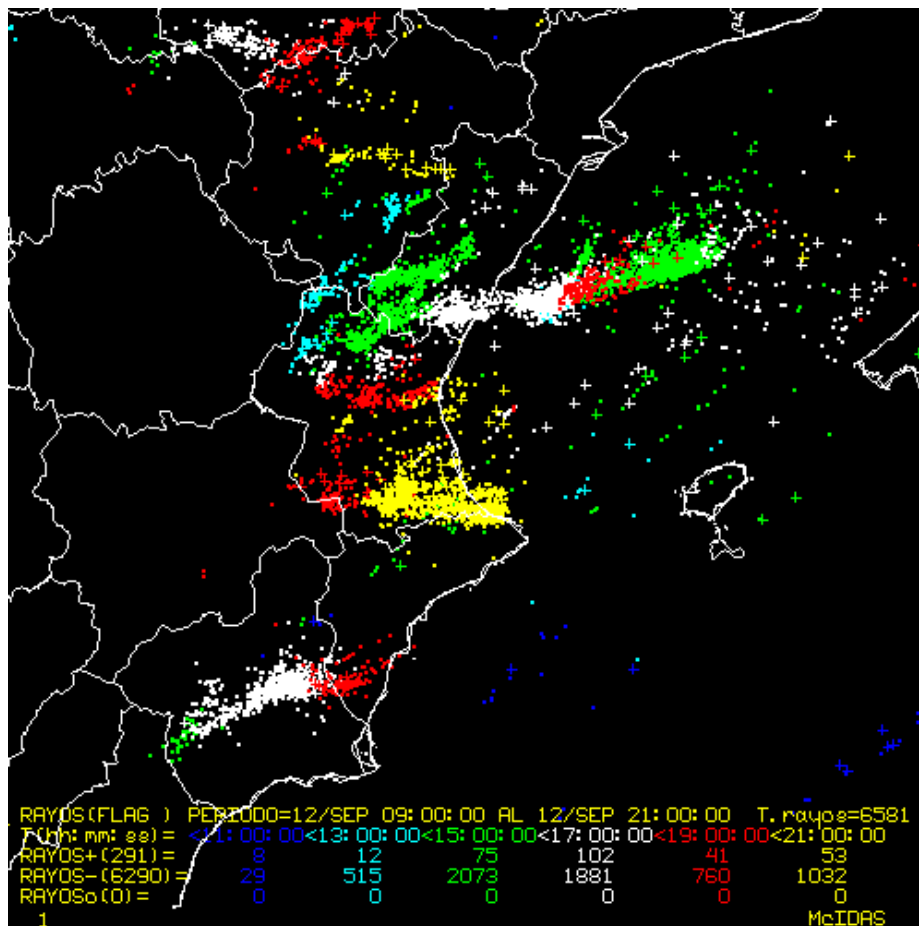 RAYOS(FLAG ) PERIODO=12/SEP 09:00:00 AL 12/SEP 21:00:00 T.rayos=6581
T(hh:mm:ss)= <11:00:00<13:00:00<15:00:00<17:00:00<19:00:00<21:00:00
RAYOS+(291)= 8 12 75 102 41 53
RAYOS-(6290)= 29 515 2073 1881 760 1032
RAYOSo(0)= 0 0 0 0 0 0
1 McIDAS